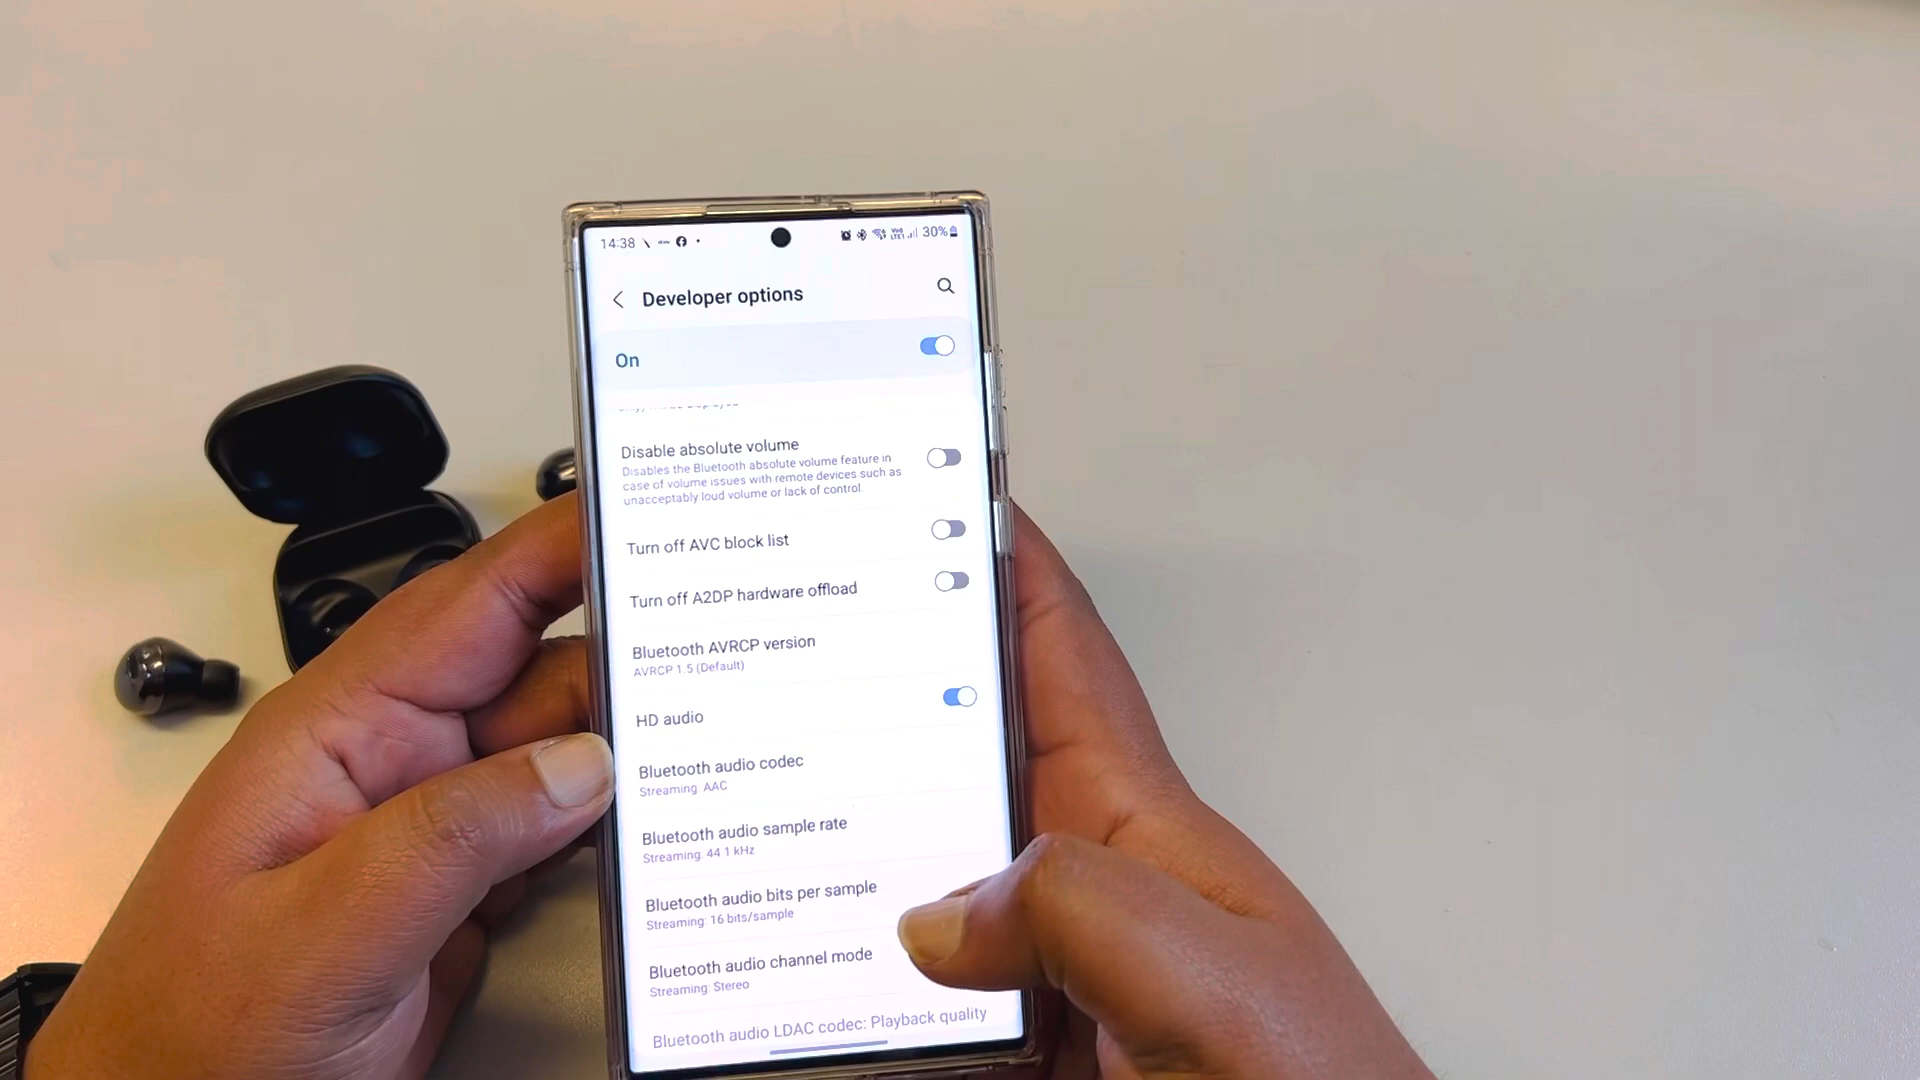 14:38
30%
Developer options
On
Disable absolute volume
Disables the Bluetooth absolute volume feature in
case of volume issues with remote devices such as
unacceptably loud volume or lack of control
Turn off AVC block list
Turn off A2DP hardware offload
Bluetooth AVRCP version
AVRCP 1.5 (Default)
HD audio
Bluetooth audio codec
Streaming: AAC
Bluetooth audio sample rate
Streaming: 44.1 kHz
Bluetooth audio bits per sample
Streaming: 16 bits/sample
Bluetooth audio channel mode
Streaming: Stereo
Bluetooth audio LDAC codec: Playback quality